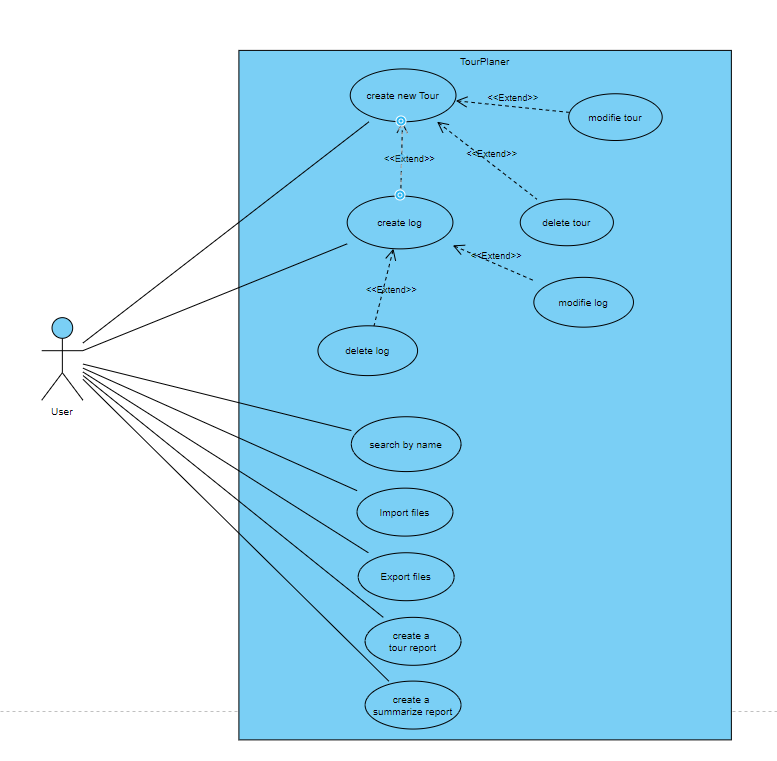 TourPlaner
create new Tour
<<Extend>>
modifie tour
<<Extend>>
<<Extend>>
create log
delete tour
<<Extend>>
<<Extend>>
modifie log
delete log
User
search by name
Import files
Export files
create a
tour report
create a
summarize report